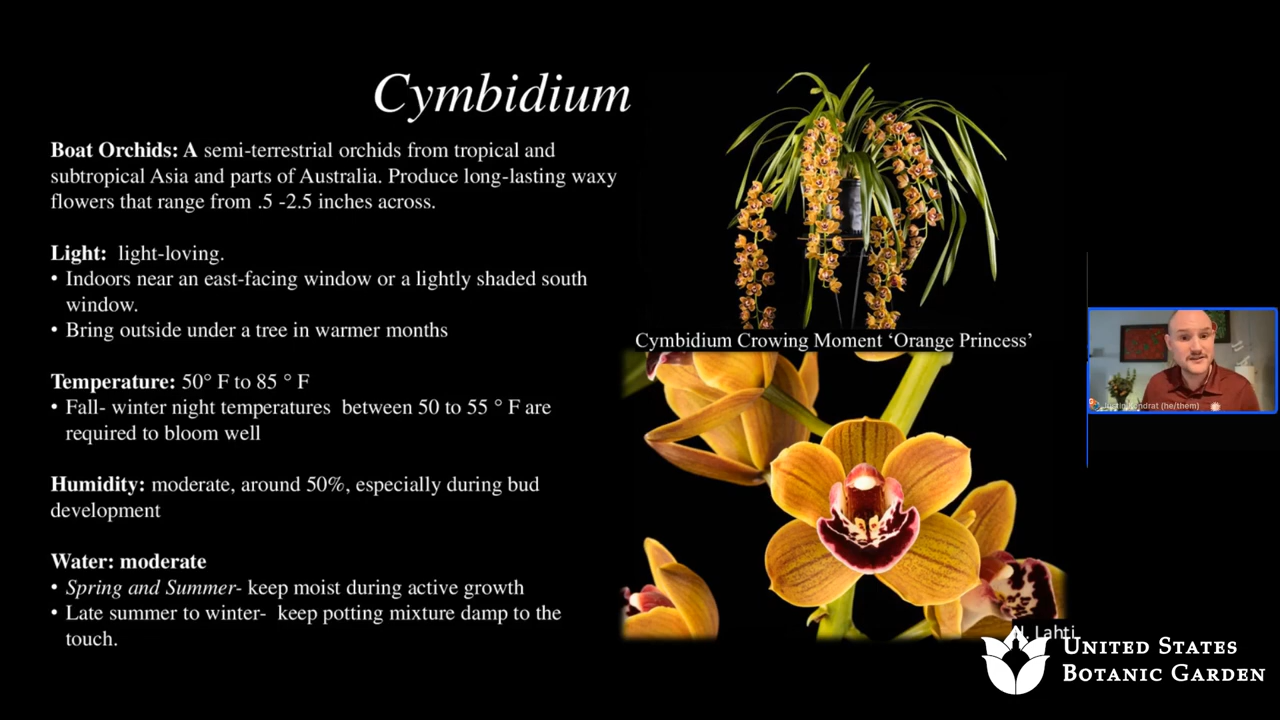 Cymbidium
Boat Orchids: A semi-terrestrial orchids from tropical and
subtropical Asia and parts of Australia. Produce long-lasting waxy
flowers that range from .5 -2.5 inches across.
Light: light-loving.
• Indoors near an east-facing window or a lightly shaded south
window.
• Bring outside under a tree in warmer months
Temperature: 50° F to 85 ° F
• Fall- winter night temperatures between 50 to 55 ° F are
required to bloom well
Humidity: moderate, around 50%, especially during bud
development
Water: moderate
• Spring and Summer- keep moist during active growth
• Late summer to winter- keep potting mixture damp to the
touch.
Cymbidium Crowing Moment ‘Orange Princess’
(he/them)
Lahti
UNITED STATES
BOTANIC GARDEN